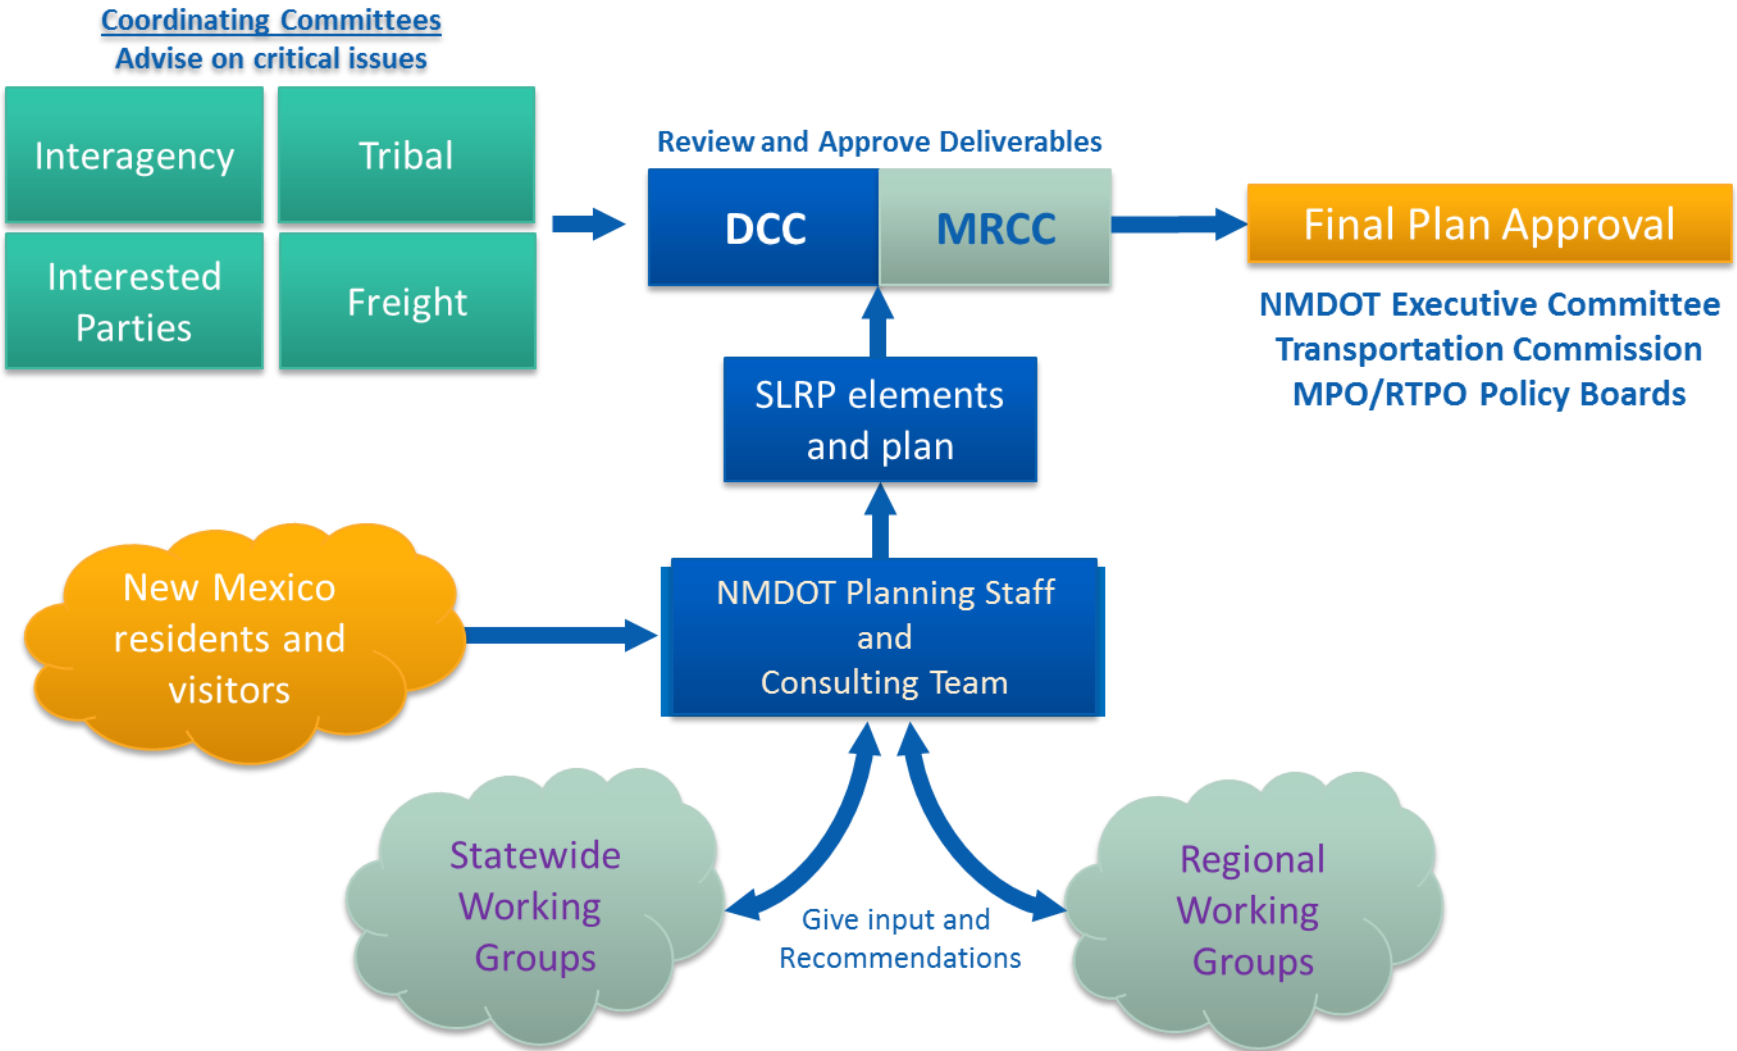 Coordinating Committees
Advise on critical issues
Interagency
Tribal
Interested
Parties
Freight
Review and Approve Deliverables
DCC
MRCC
Final Plan Approval
NMDOT Executive Committee
Transportation Commission
MPO/RTPO Policy Boards
SLRP elements
and plan
New Mexico
residents and
visitors
NMDOT Planning Staff
and
Consulting Team
Statewide
Working
Groups
Give input and
Recommendations
Regional
Working
Groups